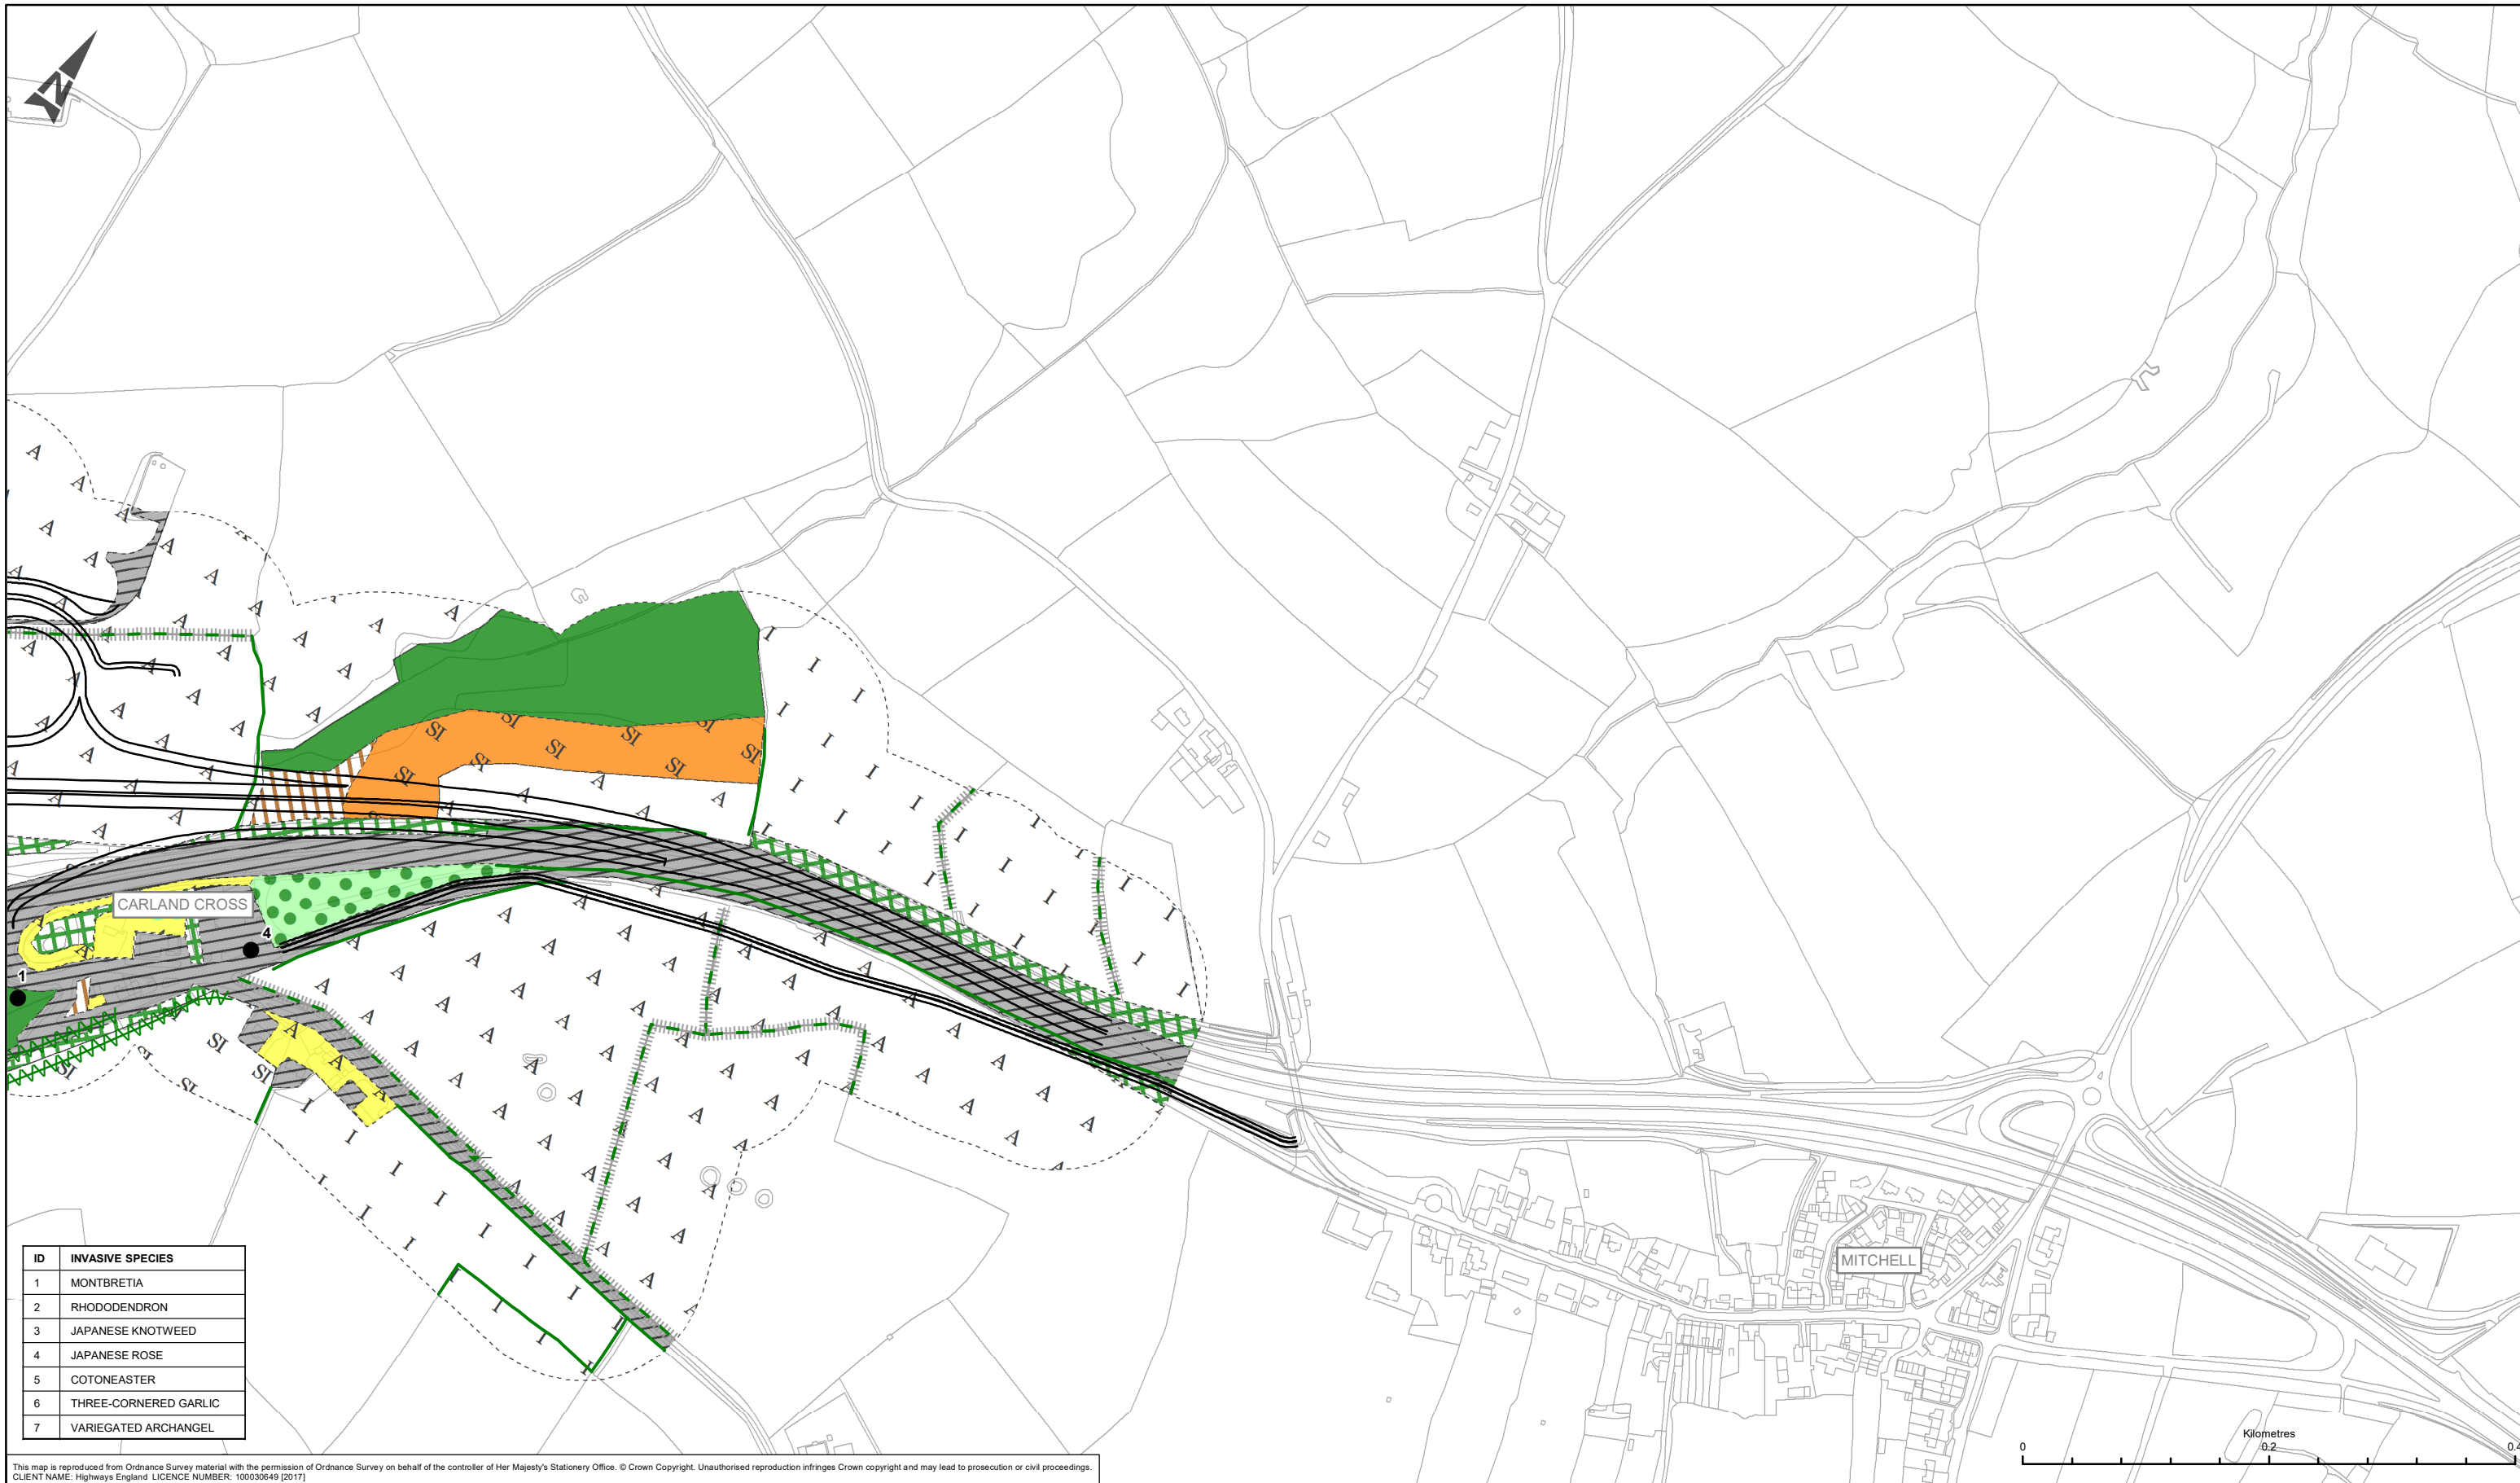 N
CARLAND CROSS
4
1
MITCHELL
ID INVASIVE SPECIES
1 MONTBRETIA
2 RHODODENDRON
3 JAPANESE KNOTWEED
4 JAPANESE ROSE
5 COTONEASTER
6 THREE-CORNERED GARLIC
7 VARIEGATED ARCHANGEL
Kilometres
0 0.2 0.4
This map is reproduced from Ordnance Survey material with the permission of Ordnance Survey on behalf of the controller of Her Majesty's Stationery Office. © Crown Copyright. Unauthorised reproduction infringes Crown copyright and may lead to prosecution or civil proceedings.
CLIENT NAME: Highways England LICENCE NUMBER: 100030649 [2017]